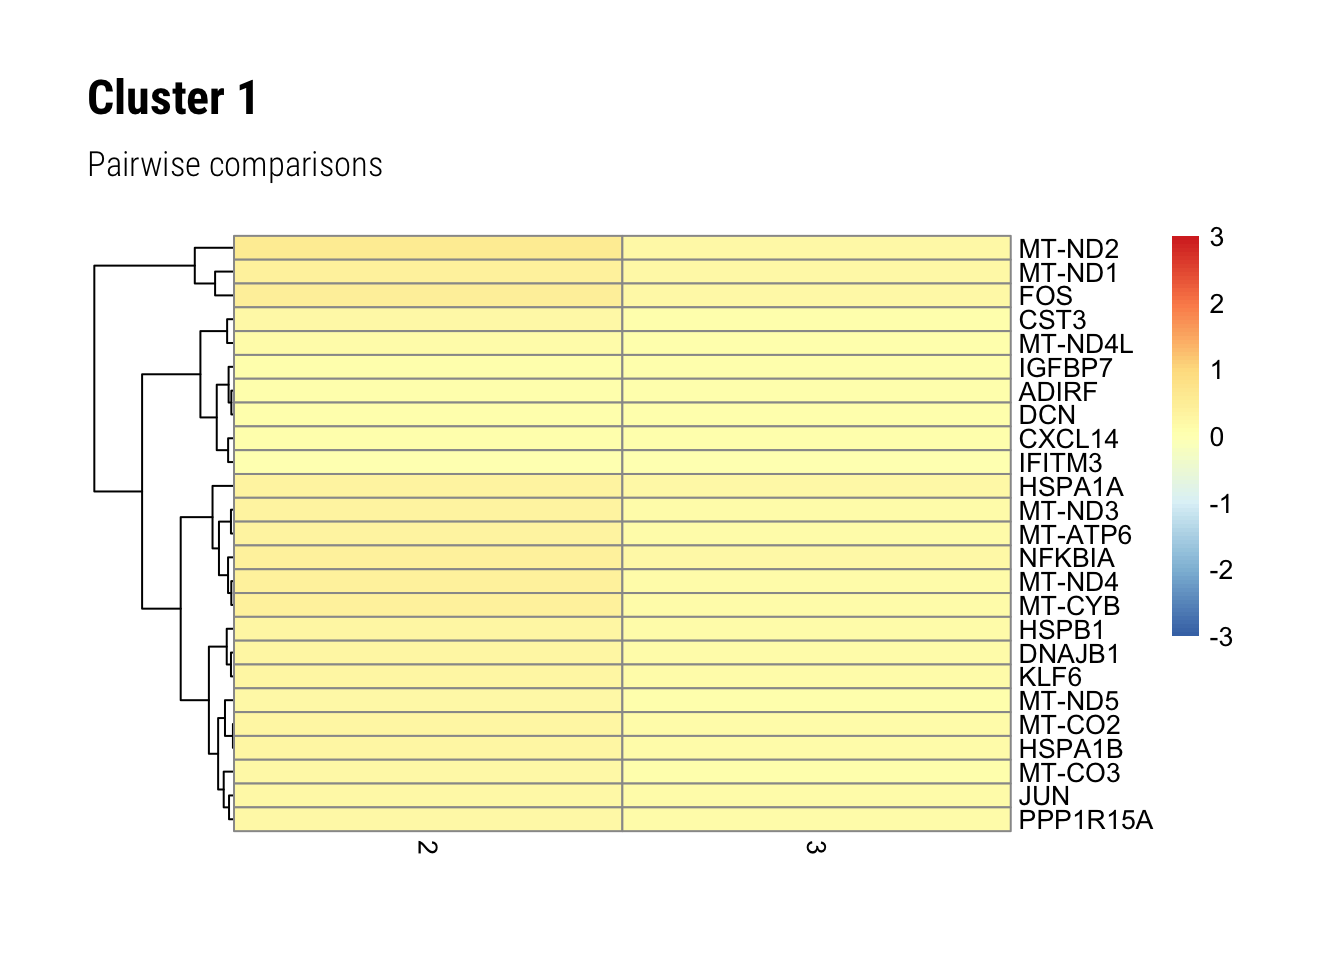 Cluster 1
Pairwise comparisons
MT-ND2
MT-ND1
FOS
CST3
MT-ND4L
IGFBP7
ADIRF
DCN
CXCL14
IFITM3
HSPA1A
MT-ND3
MT-ATP6
NFKBIA
MT-ND4
MT-CYB
HSPB1
DNAJB1
KLF6
MT-ND5
MT-CO2
HSPA1B
MT-CO3
JUN
PPP1R15A
3
2
1
0
-1
-2
-3
2
3